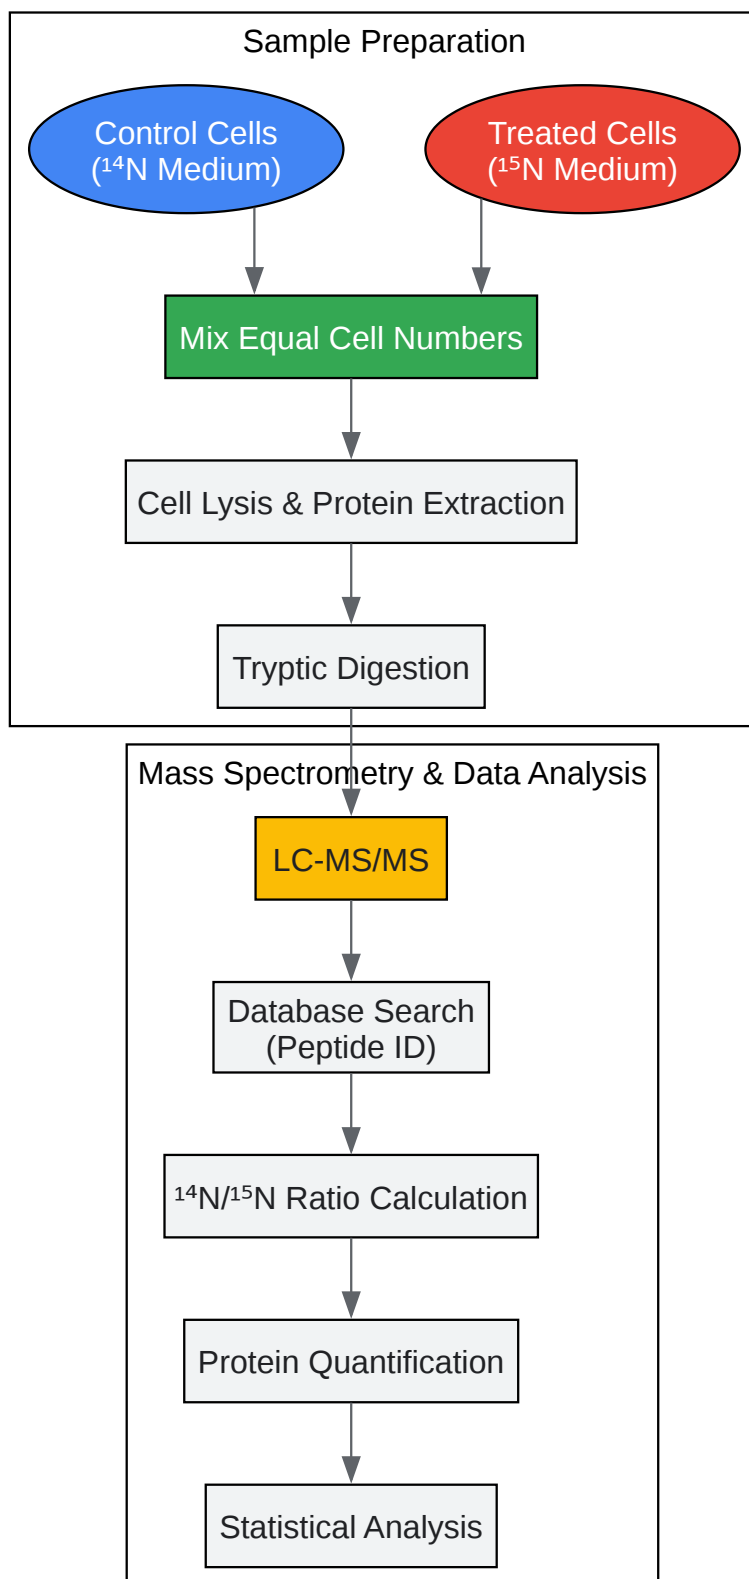 Sample Preparation
Control Cells
(¹⁴N Medium)
Treated Cells
(¹⁵N Medium)
Mix Equal Cell Numbers
Cell Lysis & Protein Extraction
Tryptic Digestion
Mass Spectrometry & Data Analysis
LC-MS/MS
Database Search
(Peptide ID)
¹⁴N/¹⁵N Ratio Calculation
Protein Quantification
Statistical Analysis